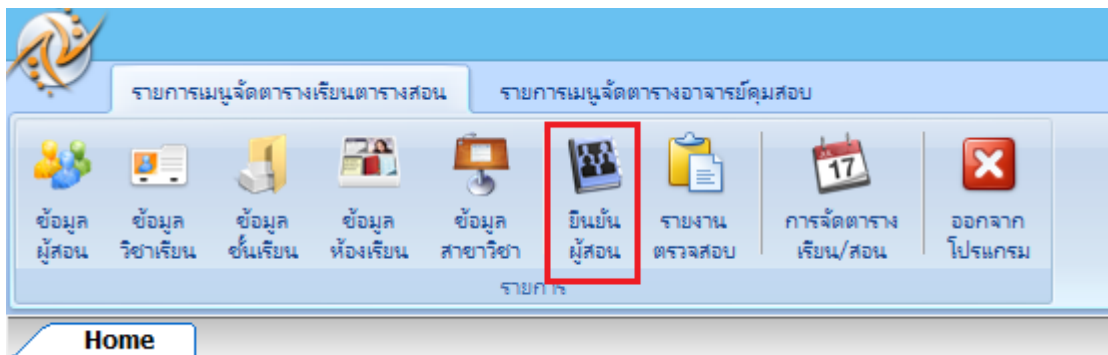 รายการเมนูจัดตารางเรียนตารางสอน รายการเมนูจัดตารางอาจารย์คุมสอบ
17
ข้อมูล ข้อมูล ข้อมูล ข้อมูล ข้อมูล ยืนยัน รายงาน การจัดตาราง ออกจาก
ผู้สอน วิชาเรียน ชั้นเรียน ห้องเรียน สาขาวิชา ผู้สอน ตรวจสอบ เรียน/สอน โปรแกรม
รายการ
Home